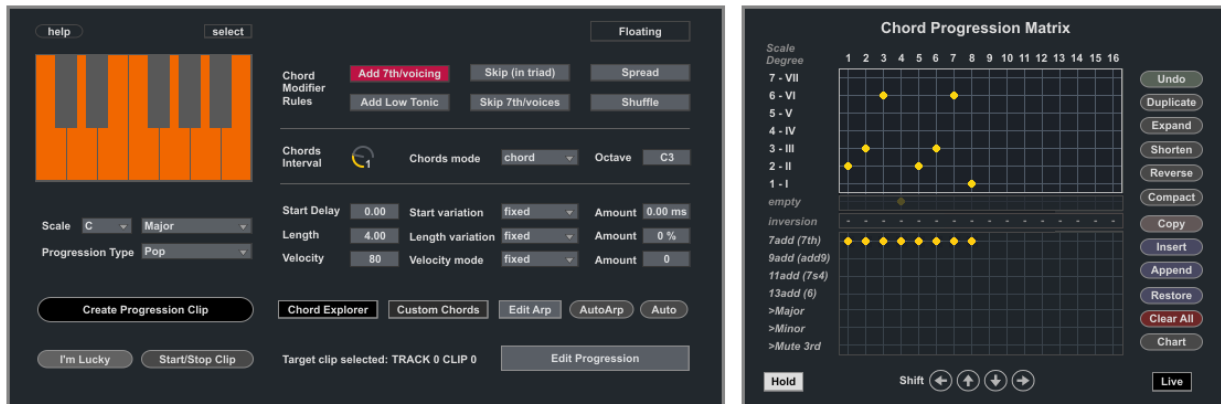 help select Floating
Chord Modifier Rules
Add 7th/voicing Skip (in triad) Spread
Add Low Tonic Skip 7th/voices Shuffle
Chords Interval 1 Chords mode chord Octave C3
Start Delay 0.00 Start variation fixed Amount 0.00 ms
Scale C Major
Length 4.00 Length variation fixed Amount 0 %
Progression Type Pop
Velocity 80 Velocity mode fixed Amount 0
Create Progression Clip Chord Explorer Custom Chords Edit Arp AutoArp Auto
I'm Lucky Start/Stop Clip Target clip selected: TRACK 0 CLIP 0 Edit Progression
Chord Progression Matrix
Scale Degree 1 2 3 4 5 6 7 8 9 10 11 12 13 14 15 16
7 - VII Undo
6 - VI Duplicate
5 - V Expand
4 - IV
3 - III Shorten
2 - II Reverse
1 - I
empty Compact
inversion - - - - - - - - - - - - - - - - Copy
7add (7th) Insert
9add (add9)
11add (7s4) Append
13add (6) Restore
>Major Clear All
>Minor
>Mute 3rd Chart
Hold Shift Live